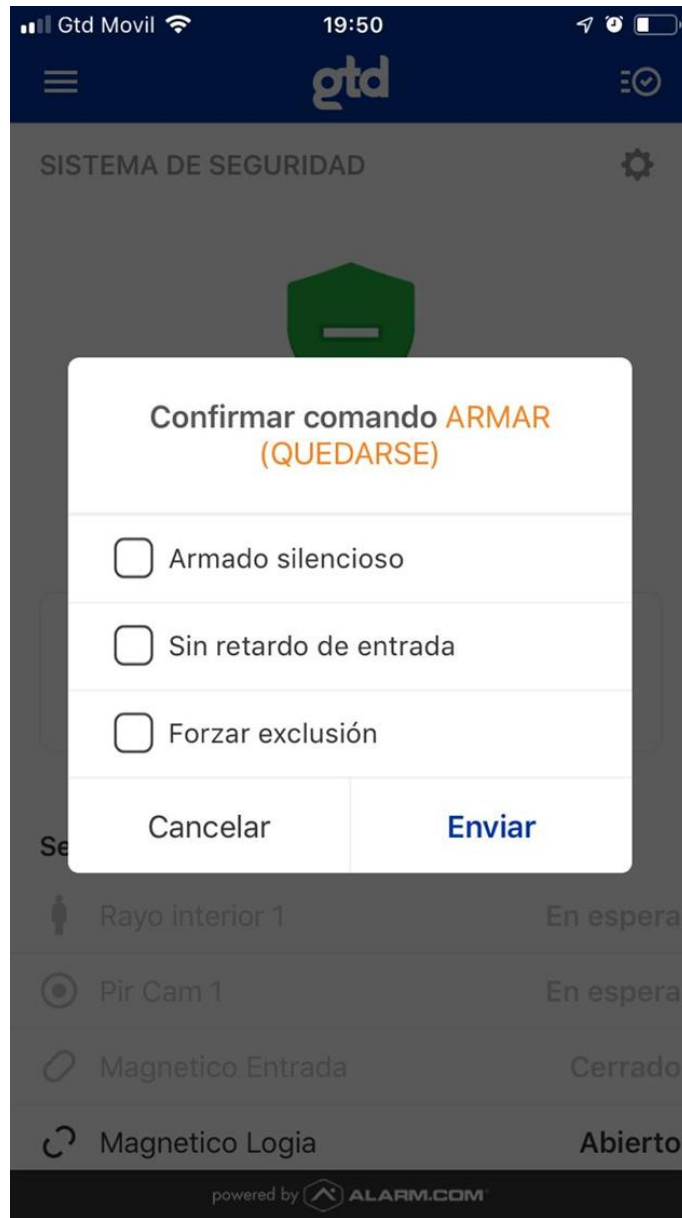 Gtd Movil 19:50
gtd
SISTEMA DE SEGURIDAD
Confirmar comando ARMAR
(QUEDARSE)
Armado silencioso
Sin retardo de entrada
Forzar exclusión
Cancelar Enviar
Se
Rayo interior 1 En espera
Pir Cam 1 En espera
Magnetico Entrada Cerrado
Magnetico Logia Abierto
powered by ALARM.COM